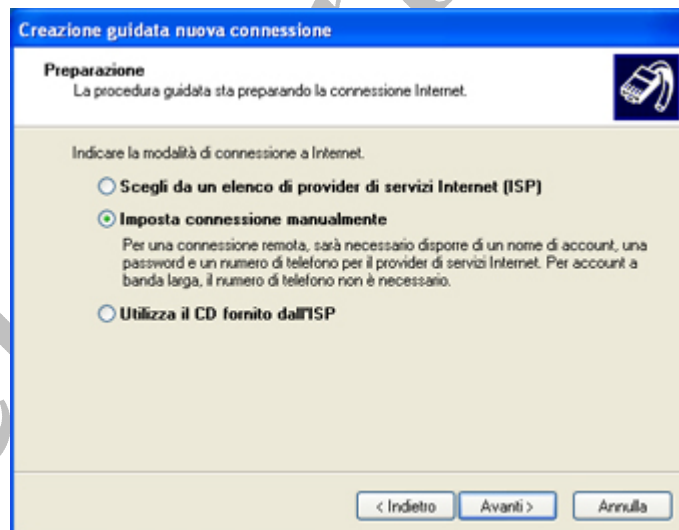 Creazione guidata nuova connessione
Preparazione
La procedura guidata sta preparando la connessione Internet.
Indicare la modalità di connessione a Internet.
Scegli da un elenco di provider di servizi Internet (ISP)
Imposta connessione manualmente
Per una connessione remota, sarà necessario disporre di un nome di account, una
password e un numero di telefono per il provider di servizi Internet. Per account a
banda larga, il numero di telefono non è necessario.
Utilizza il CD fornito dall'ISP
< Indietro
Avanti >
Annulla